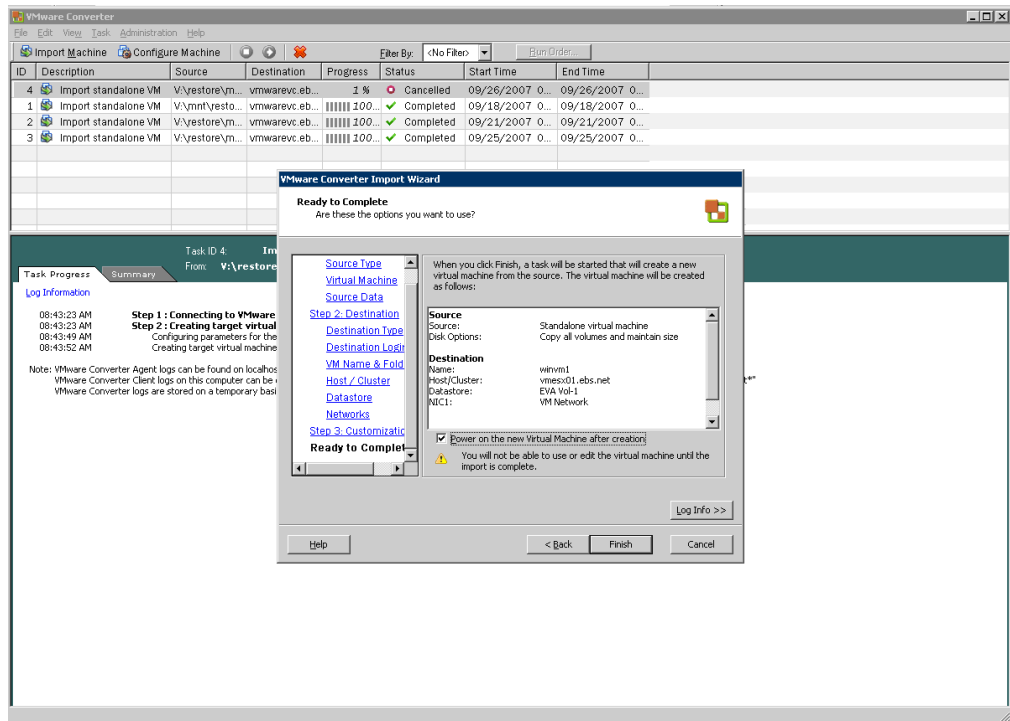 VMware Converter
File Edit View Task Administration Help
Import Machine Configure Machine Filter By: <No Filter> Run Order...
ID Description Source Destination Progress Status Start Time End Time
4 Import standalone VM V:\restore\m... vmwarevc.eb... 1 % Cancelled 09/26/2007 0... 09/26/2007 0...
1 Import standalone VM V:\mnt\resto... vmwarevc.eb... 100... Completed 09/18/2007 0... 09/18/2007 0...
2 Import standalone VM V:\restore\m... vmwarevc.eb... 100... Completed 09/21/2007 0... 09/21/2007 0...
3 Import standalone VM V:\restore\m... vmwarevc.eb... 100... Completed 09/25/2007 0... 09/25/2007 0...
Task ID 4: Im
From: V:\restore
Task Progress Summary
Log Information
08:43:23 AM Step 1 : Connecting to VMware
08:43:23 AM Step 2 : Creating target virtual
08:43:49 AM Configuring parameters for the
08:43:52 AM Creating target virtual machine
Note: VMware Converter Agent logs can be found on localhos
VMware Converter Client logs on this computer can be t*"
VMware Converter logs are stored on a temporary basi
VMware Converter Import Wizard
Ready to Complete
Are these the options you want to use?
Source Type
Virtual Machine
Source Data
Step 2: Destination
Destination Type
Destination Login
VM Name & Fold
Host / Cluster
Datastore
Networks
Step 3: Customizatio
Ready to Complet
When you click Finish, a task will be started that will create a new
virtual machine from the source. The virtual machine will be created
as follows:
Source
Source: Standalone virtual machine
Disk Options: Copy all volumes and maintain size
Destination
Name: winvm1
Host/Cluster: vmesx01.ebs.net
Datastore: EVA Vol-1
NIC1: VM Network
Power on the new Virtual Machine after creation
You will not be able to use or edit the virtual machine until the
import is complete.
Log Info >>
Help < Back Finish Cancel